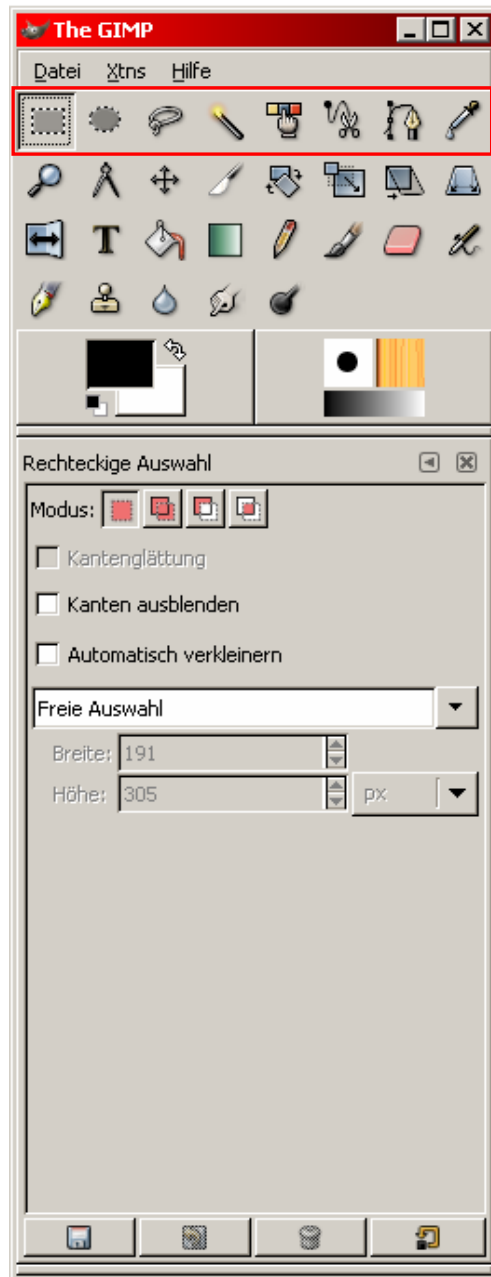 The GIMP
Datei Xtns Hilfe
Rechteckige Auswahl
Modus:
Kantenglättung
Kanten ausblenden
Automatisch verkleinern
Freie Auswahl
Breite: 191
Höhe: 305 px